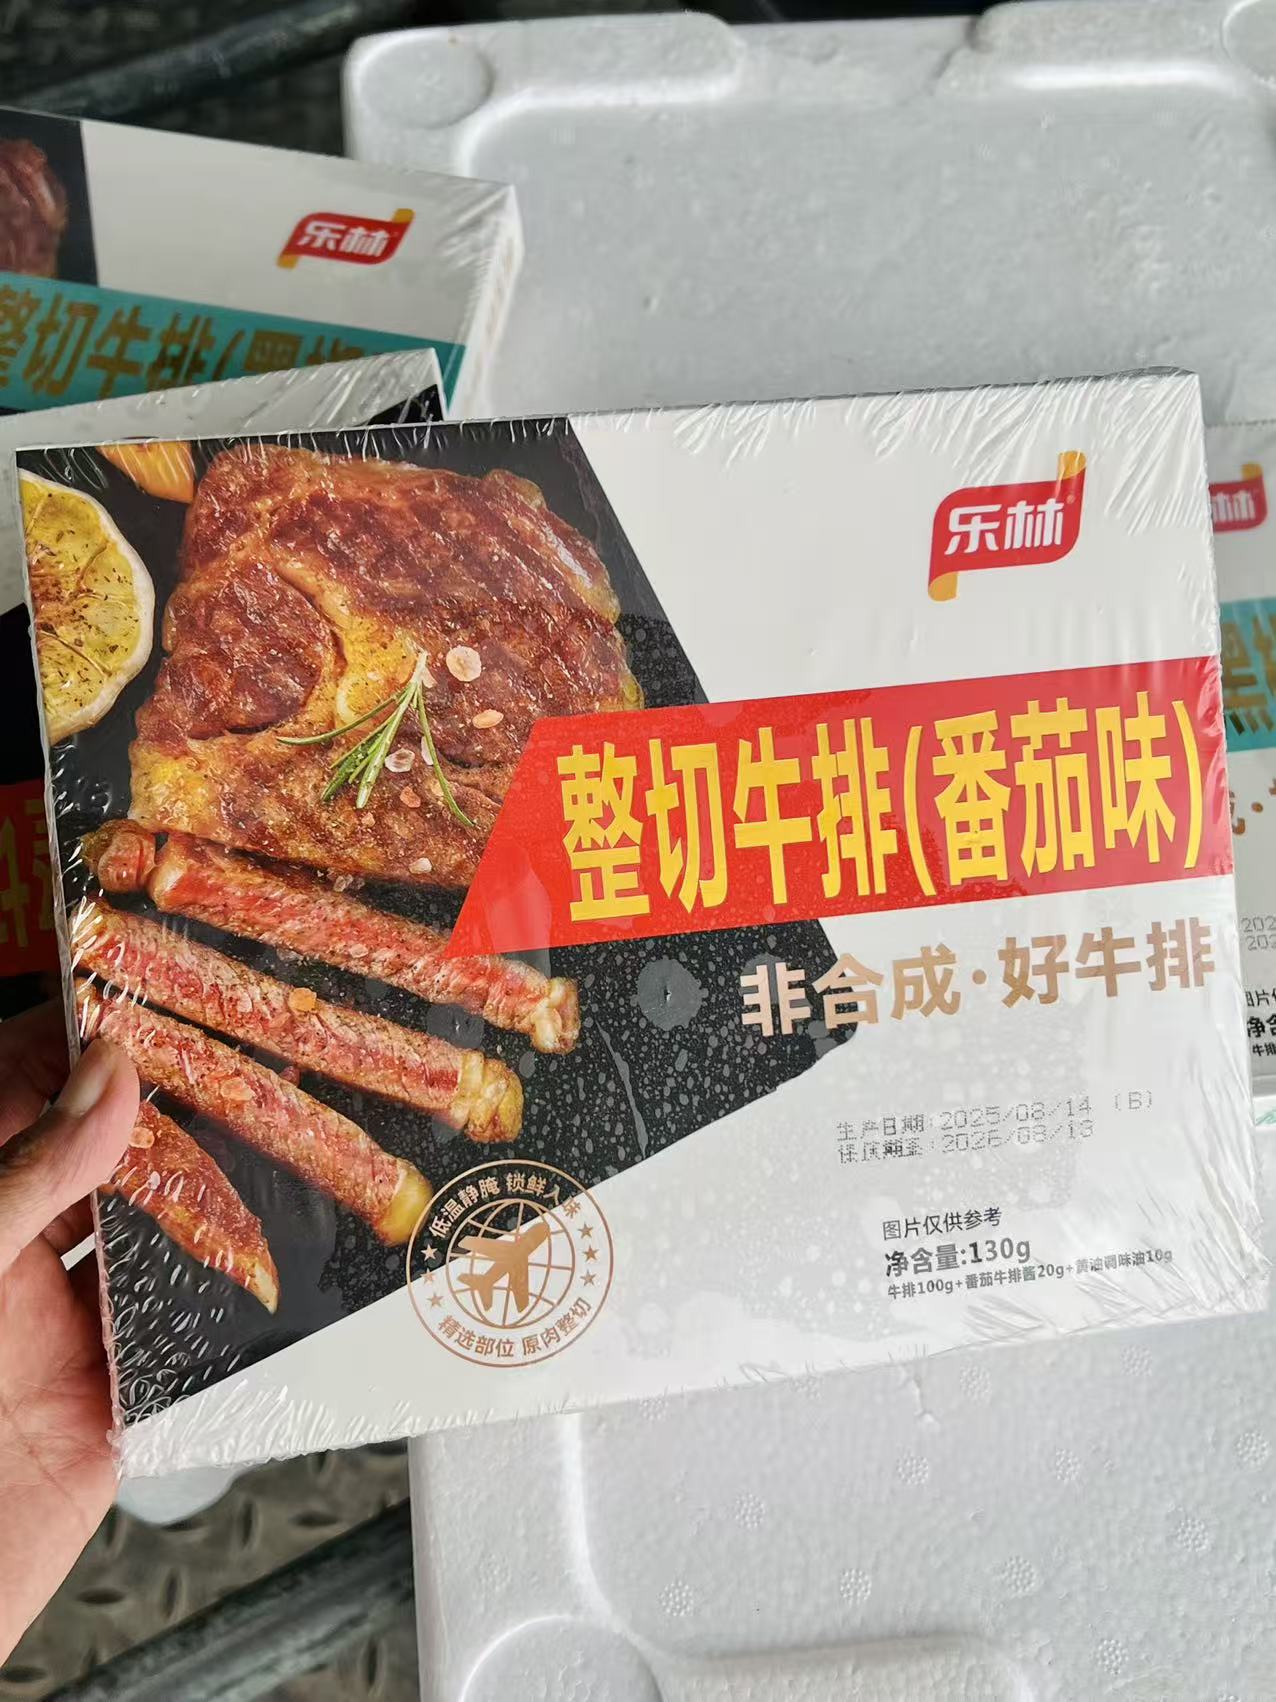 乐林
整切牛排(黑椒
乐林
整切牛排(番茄味)
非合成·好牛排
生产日期:2025/08/14 (B)
保质期至:2026/08/13
图片仅供参考
净含量:130g
牛排100g+番茄牛排酱20g+黄油调味油10g
低温静腌 锁鲜入味
精选部位 原肉整切